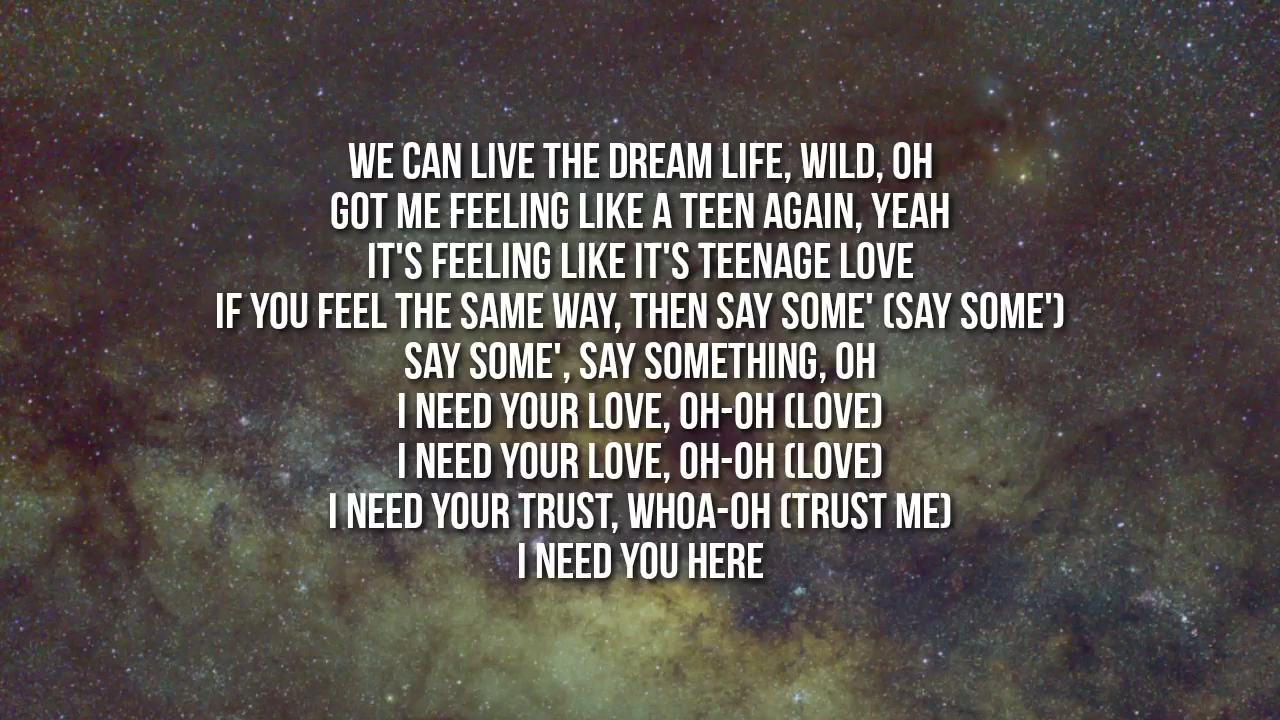 WE CAN LIVE THE DREAM LIFE, WILD, OH
GOT ME FEELING LIKE A TEEN AGAIN, YEAH
IT'S FEELING LIKE IT'S TEENAGE LOVE
IF YOU FEEL THE SAME WAY, THEN SAY SOME' (SAY SOME')
SAY SOME', SAY SOMETHING, OH
I NEED YOUR LOVE, OH-OH (LOVE)
I NEED YOUR LOVE, OH-OH (LOVE)
I NEED YOUR TRUST, WHOA-OH (TRUST ME)
I NEED YOU HERE